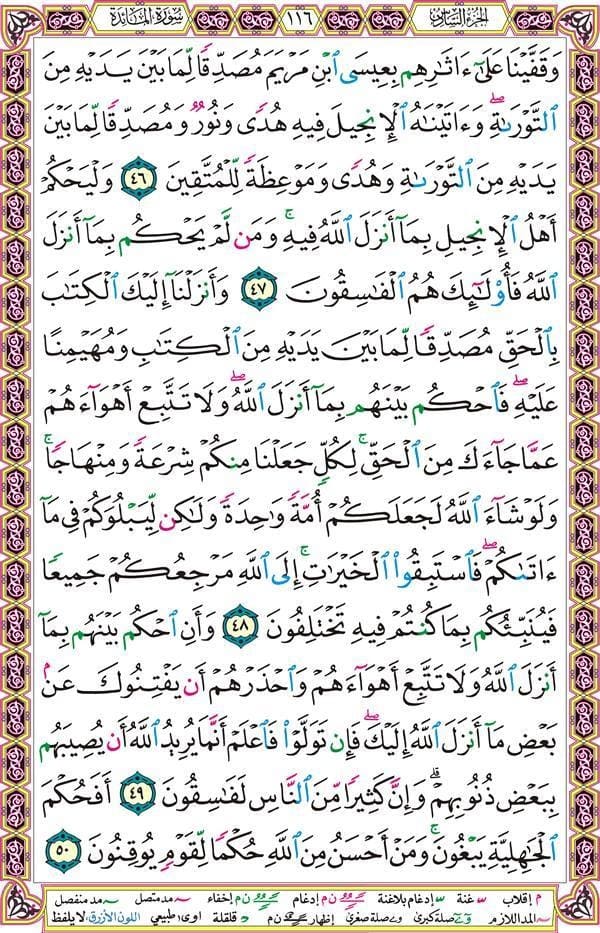 الجزء السادس ١١٦ سورة المائدة
وَقَفَّيۡنَا عَلَىٰٓ ءَاثَٰرِهِم بِعِيسَى ٱبۡنِ مَرۡيَمَ مُصَدِّقٗا لِّمَا بَيۡنَ يَدَيۡهِ مِنَ
ٱلتَّوۡرَىٰةِۖ وَءَاتَيۡنَٰهُ ٱلۡإِنجِيلَ فِيهِ هُدٗى وَنُورٞ وَمُصَدِّقٗا لِّمَا بَيۡنَ
يَدَيۡهِ مِنَ ٱلتَّوۡرَىٰةِ وَهُدٗى وَمَوۡعِظَةٗ لِّلۡمُتَّقِينَ ٤٦ وَلۡيَحۡكُمۡ
أَهۡلُ ٱلۡإِنجِيلِ بِمَآ أَنزَلَ ٱللَّهُ فِيهِۚ وَمَن لَّمۡ يَحۡكُم بِمَآ أَنزَلَ
ٱللَّهُ فَأُوْلَٰٓئِكَ هُمُ ٱلۡفَٰسِقُونَ ٤٧ وَأَنزَلۡنَآ إِلَيۡكَ ٱلۡكِتَٰبَ
بِٱلۡحَقِّ مُصَدِّقٗا لِّمَا بَيۡنَ يَدَيۡهِ مِنَ ٱلۡكِتَٰبِ وَمُهَيۡمِنًا
عَلَيۡهِۖ فَٱحۡكُم بَيۡنَهُم بِمَآ أَنزَلَ ٱللَّهُۖ وَلَا تَتَّبِعۡ أَهۡوَآءَهُمۡ
عَمَّا جَآءَكَ مِنَ ٱلۡحَقِّۚ لِكُلّٖ جَعَلۡنَا مِنكُمۡ شِرۡعَةٗ وَمِنۡهَاجٗاۚ
وَلَوۡ شَآءَ ٱللَّهُ لَجَعَلَكُمۡ أُمَّةٗ وَٰحِدَةٗ وَلَٰكِن لِّيَبۡلُوَكُمۡ فِي مَآ
ءَاتَىٰكُمۡۖ فَٱسۡتَبِقُواْ ٱلۡخَيۡرَٰتِۚ إِلَى ٱللَّهِ مَرۡجِعُكُمۡ جَمِيعٗا
فَيُنَبِّئُكُم بِمَا كُنتُمۡ فِيهِ تَخۡتَلِفُونَ ٤٨ وَأَنِ ٱحۡكُم بَيۡنَهُم بِمَآ
أَنزَلَ ٱللَّهُ وَلَا تَتَّبِعۡ أَهۡوَآءَهُمۡ وَٱحۡذَرۡهُمۡ أَن يَفۡتِنُوكَ عَنۢ
بَعۡضِ مَآ أَنزَلَ ٱللَّهُ إِلَيۡكَۖ فَإِن تَوَلَّوۡاْ فَٱعۡلَمۡ أَنَّمَا يُرِيدُ ٱللَّهُ أَن يُصِيبَهُم
بِبَعۡضِ ذُنُوبِهِمۡۗ وَإِنَّ كَثِيرٗا مِّنَ ٱلنَّاسِ لَفَٰسِقُونَ ٤٩ أَفَحُكۡمَ
ٱلۡجَٰهِلِيَّةِ يَبۡغُونَۚ وَمَنۡ أَحۡسَنُ مِنَ ٱللَّهِ حُكۡمٗا لِّقَوۡمٖ يُوقِنُونَ ٥٠
م إقلاب غنة إدغام بلاغنة ن م إدغام ن م إخفاء مد متصل مد منفصل
المد اللازم صلة كبرى صلة صغرى إظهار ن م قلقلة اوى؛ طبيعي اللون الأزرق، لا يلفظ